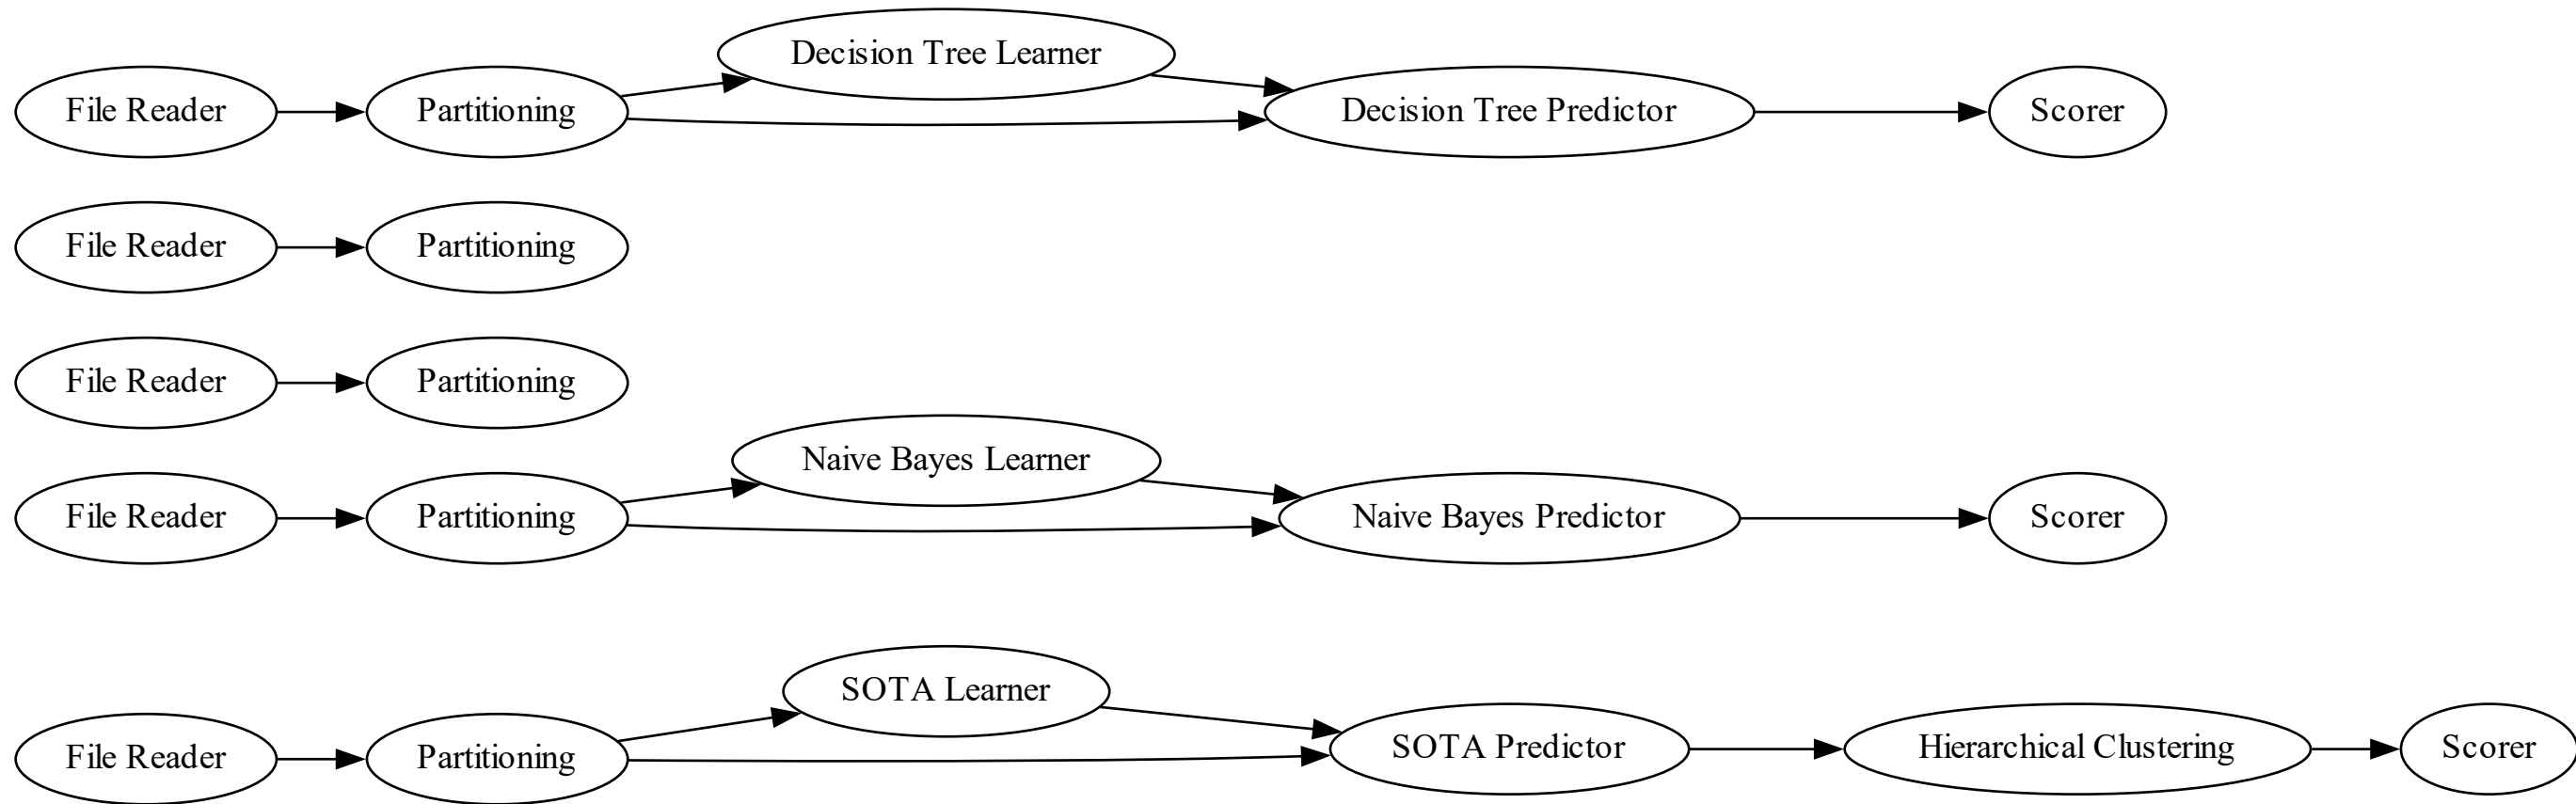 Decision Tree Learner
File Reader
Partitioning
Decision Tree Predictor
Scorer
File Reader
Partitioning
File Reader
Partitioning
Naive Bayes Learner
File Reader
Partitioning
Naive Bayes Predictor
Scorer
SOTA Learner
File Reader
Partitioning
SOTA Predictor
Hierarchical Clustering
Scorer